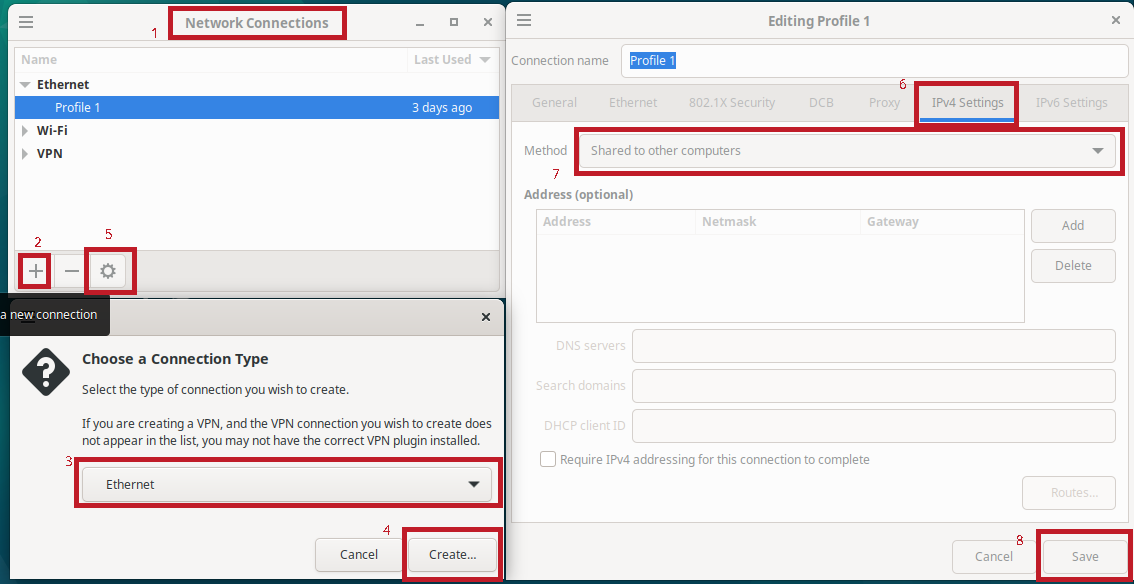 1
Network Connections
Name
Last Used
Ethernet
Profile 1
3 days ago
Wi-Fi
VPN
2
5
a new connection
Choose a Connection Type
Select the type of connection you wish to create.
If you are creating a VPN, and the VPN connection you wish to create does
not appear in the list, you may not have the correct VPN plugin installed.
3
Ethernet
4
Cancel
Create...
Editing Profile 1
Connection name
Profile 1
6
General
Ethernet
802.1X Security
DCB
Proxy
IPv4 Settings
IPv6 Settings
Method
Shared to other computers
7
Address (optional)
Address
Netmask
Gateway
Add
Delete
DNS servers
Search domains
DHCP client ID
Require IPv4 addressing for this connection to complete
Routes...
8
Cancel
Save